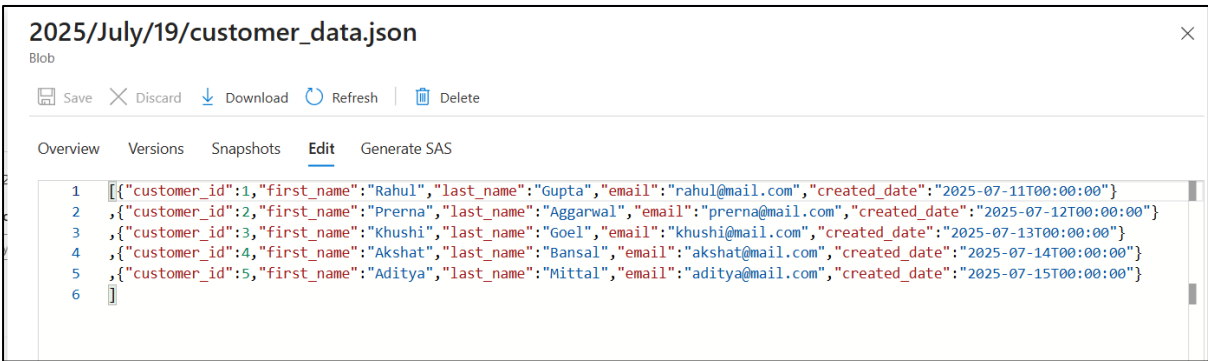 2025/July/19/customer_data.json
Blob
Save Discard Download Refresh Delete
Overview Versions Snapshots Edit Generate SAS
1 [{"customer_id":1,"first_name":"Rahul","last_name":"Gupta","email":"rahul@mail.com","created_date":"2025-07-11T00:00:00"}
2 ,{"customer_id":2,"first_name":"Prerna","last_name":"Aggarwal","email":"prerna@mail.com","created_date":"2025-07-12T00:00:00"}
3 ,{"customer_id":3,"first_name":"Khushi","last_name":"Goel","email":"khushi@mail.com","created_date":"2025-07-13T00:00:00"}
4 ,{"customer_id":4,"first_name":"Akshat","last_name":"Bansal","email":"akshat@mail.com","created_date":"2025-07-14T00:00:00"}
5 ,{"customer_id":5,"first_name":"Aditya","last_name":"Mittal","email":"aditya@mail.com","created_date":"2025-07-15T00:00:00"}
6 ]